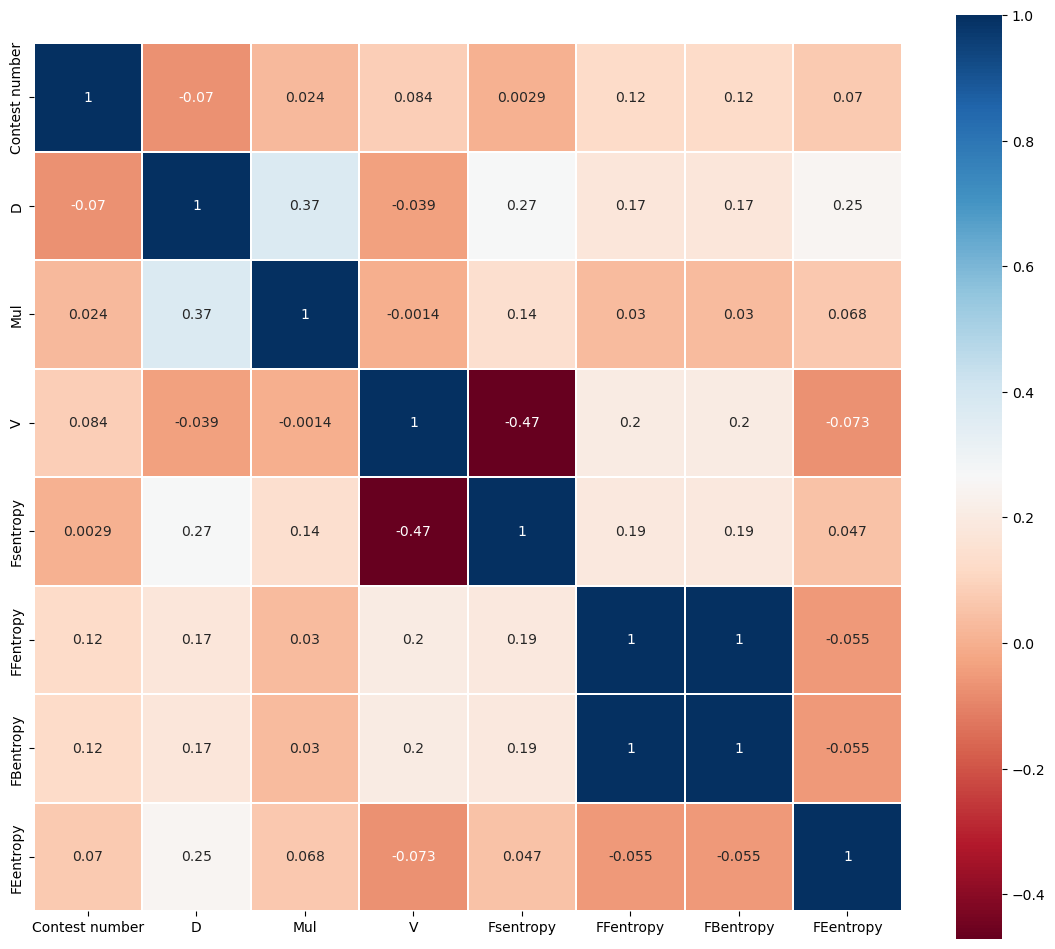 Contest number 1 -0.07 0.024 0.084 0.0029 0.12 0.12 0.07
D -0.07 1 0.37 -0.039 0.27 0.17 0.17 0.25
Mul 0.024 0.37 1 -0.0014 0.14 0.03 0.03 0.068
V 0.084 -0.039 -0.0014 1 -0.47 0.2 0.2 -0.073
Fsentropy 0.0029 0.27 0.14 -0.47 1 0.19 0.19 0.047
FFentropy 0.12 0.17 0.03 0.2 0.19 1 1 -0.055
FBentropy 0.12 0.17 0.03 0.2 0.19 1 1 -0.055
FEentropy 0.07 0.25 0.068 -0.073 0.047 -0.055 -0.055 1
Contest number D Mul V Fsentropy FFentropy FBentropy FEentropy
1.0
0.8
0.6
0.4
0.2
0.0
−0.2
−0.4